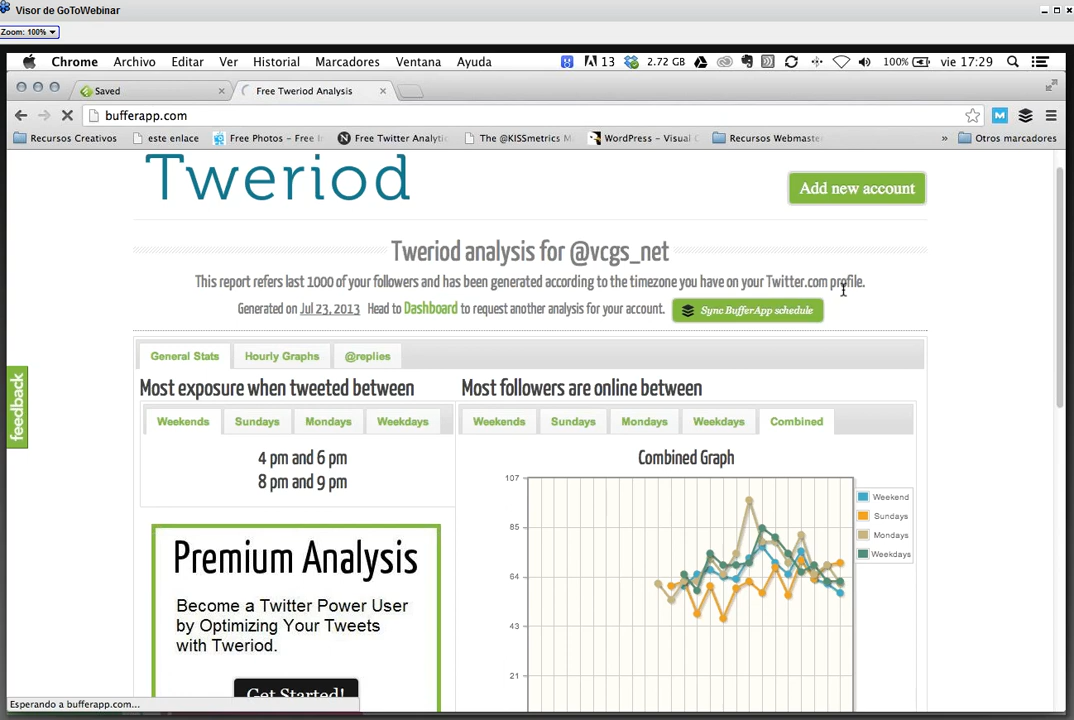 Visor de GoToWebinar
Zoom: 100%
Chrome Archivo Editar Ver Historial Marcadores Ventana Ayuda 13 2.72 GB 100% vie 17:29
Saved Free Tweriod Analysis
bufferapp.com
Recursos Creativos este enlace Free Photos – Free Free Twitter Analytic The @KISSmetrics M WordPress – Visual Recursos Webmaster » Otros marcadores
Tweriod
Add new account
Tweriod analysis for @vcgs_net
This report refers last 1000 of your followers and has been generated according to the timezone you have on your Twitter.com profile.
Generated on Jul 23, 2013 Head to Dashboard to request another analysis for your account. Sync BufferApp schedule
General Stats Hourly Graphs @replies
feedback
Most exposure when tweeted between
Weekends Sundays Mondays Weekdays
4 pm and 6 pm
8 pm and 9 pm
Most followers are online between
Weekends Sundays Mondays Weekdays Combined
Combined Graph
107
85
64
43
21
Weekend
Sundays
Mondays
Weekdays
Premium Analysis
Become a Twitter Power User
by Optimizing Your Tweets
with Tweriod.
Get Started!
Esperando a bufferapp.com...